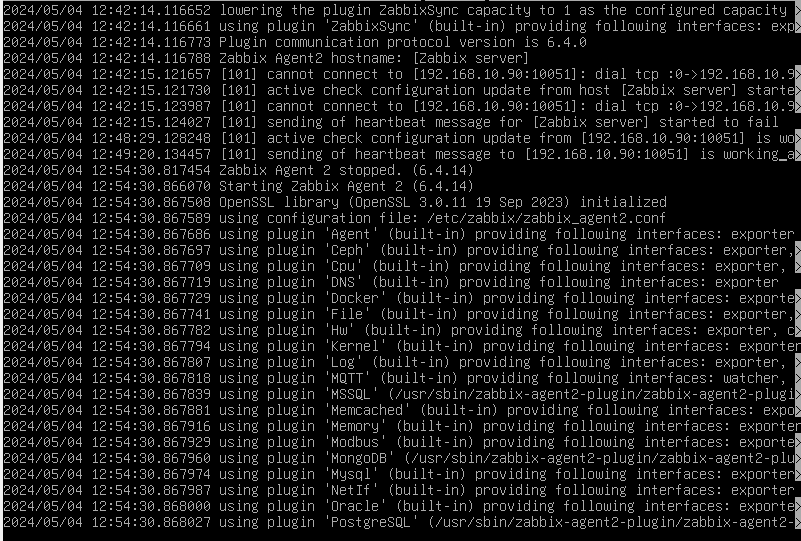 2024/05/04 12:42:14.116652 lowering the plugin ZabbixSync capacity to 1 as the configured capacity
2024/05/04 12:42:14.116661 using plugin 'ZabbixSync' (built-in) providing following interfaces: exp>
2024/05/04 12:42:14.116773 Plugin communication protocol version is 6.4.0
2024/05/04 12:42:14.116788 Zabbix Agent2 hostname: [Zabbix server]
2024/05/04 12:42:15.121657 [101] cannot connect to [192.168.10.90:10051]: dial tcp :0->192.168.10.9>
2024/05/04 12:42:15.121730 [101] active check configuration update from host [Zabbix server] starte>
2024/05/04 12:42:15.123987 [101] cannot connect to [192.168.10.90:10051]: dial tcp :0->192.168.10.9>
2024/05/04 12:42:15.124027 [101] sending of heartbeat message for [Zabbix server] started to fail
2024/05/04 12:48:29.128248 [101] active check configuration update from [192.168.10.90:10051] is wo>
2024/05/04 12:49:20.134457 [101] sending of heartbeat message to [192.168.10.90:10051] is working_a>
2024/05/04 12:54:30.817454 Zabbix Agent 2 stopped. (6.4.14)
2024/05/04 12:54:30.866070 Starting Zabbix Agent 2 (6.4.14)
2024/05/04 12:54:30.867508 OpenSSL library (OpenSSL 3.0.11 19 Sep 2023) initialized
2024/05/04 12:54:30.867589 using configuration file: /etc/zabbix/zabbix_agent2.conf
2024/05/04 12:54:30.867686 using plugin 'Agent' (built-in) providing following interfaces: exporter
2024/05/04 12:54:30.867697 using plugin 'Ceph' (built-in) providing following interfaces: exporter,>
2024/05/04 12:54:30.867709 using plugin 'Cpu' (built-in) providing following interfaces: exporter, >
2024/05/04 12:54:30.867719 using plugin 'DNS' (built-in) providing following interfaces: exporter
2024/05/04 12:54:30.867729 using plugin 'Docker' (built-in) providing following interfaces: exporte>
2024/05/04 12:54:30.867741 using plugin 'File' (built-in) providing following interfaces: exporter,>
2024/05/04 12:54:30.867782 using plugin 'Hw' (built-in) providing following interfaces: exporter, c>
2024/05/04 12:54:30.867794 using plugin 'Kernel' (built-in) providing following interfaces: exporter
2024/05/04 12:54:30.867807 using plugin 'Log' (built-in) providing following interfaces: exporter, >
2024/05/04 12:54:30.867818 using plugin 'MQTT' (built-in) providing following interfaces: watcher, >
2024/05/04 12:54:30.867839 using plugin 'MSSQL' (/usr/sbin/zabbix-agent2-plugin/zabbix-agent2-plugi>
2024/05/04 12:54:30.867881 using plugin 'Memcached' (built-in) providing following interfaces: expo>
2024/05/04 12:54:30.867916 using plugin 'Memory' (built-in) providing following interfaces: exporter
2024/05/04 12:54:30.867929 using plugin 'Modbus' (built-in) providing following interfaces: exporter
2024/05/04 12:54:30.867960 using plugin 'MongoDB' (/usr/sbin/zabbix-agent2-plugin/zabbix-agent2-plu>
2024/05/04 12:54:30.867974 using plugin 'Mysql' (built-in) providing following interfaces: exporter>
2024/05/04 12:54:30.867987 using plugin 'NetIf' (built-in) providing following interfaces: exporter
2024/05/04 12:54:30.868000 using plugin 'Oracle' (built-in) providing following interfaces: exporte>
2024/05/04 12:54:30.868027 using plugin 'PostgreSQL' (/usr/sbin/zabbix-agent2-plugin/zabbix-agent2->